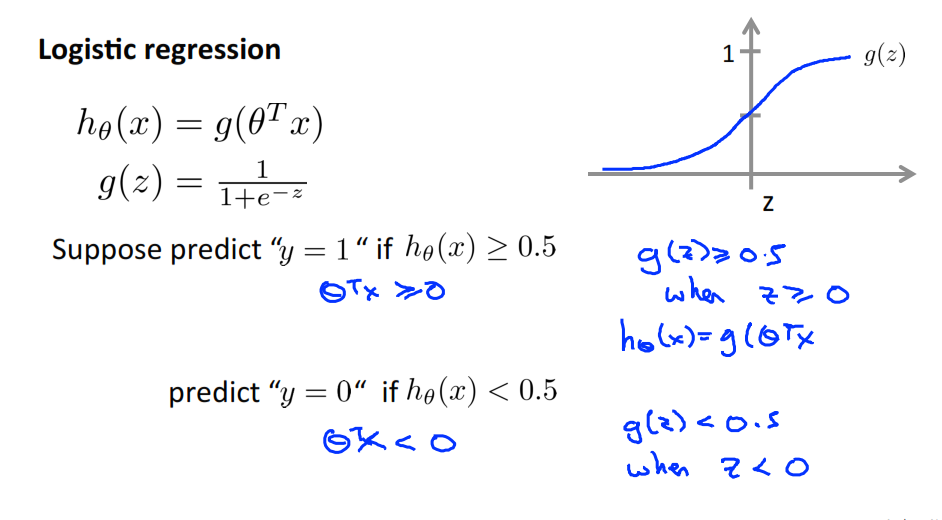 Logistic regression
1
g(z)
hθ(x) = g(θᵀx)
g(z) = 1/(1+e⁻ᶻ)
z
Suppose predict “y = 1“ if hθ(x) ≥ 0.5
θᵀx ≥ 0
g(z) ≥ 0.5
when z ≥ 0
hθ(x) = g(θᵀx
predict “y = 0“ if hθ(x) < 0.5
θᵀx < 0
g(z) < 0.5
when z < 0